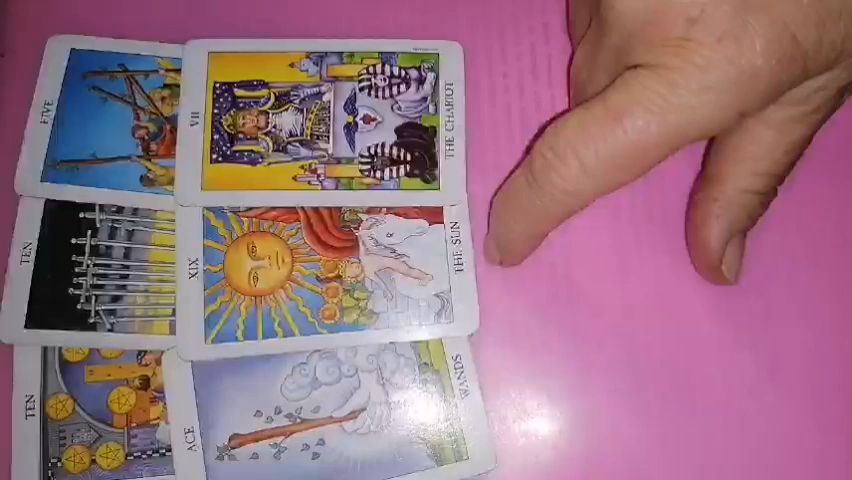 FIVE
VII
THE CHARIOT
TEN
XIX
THE SUN
TEN
ACE
WANDS